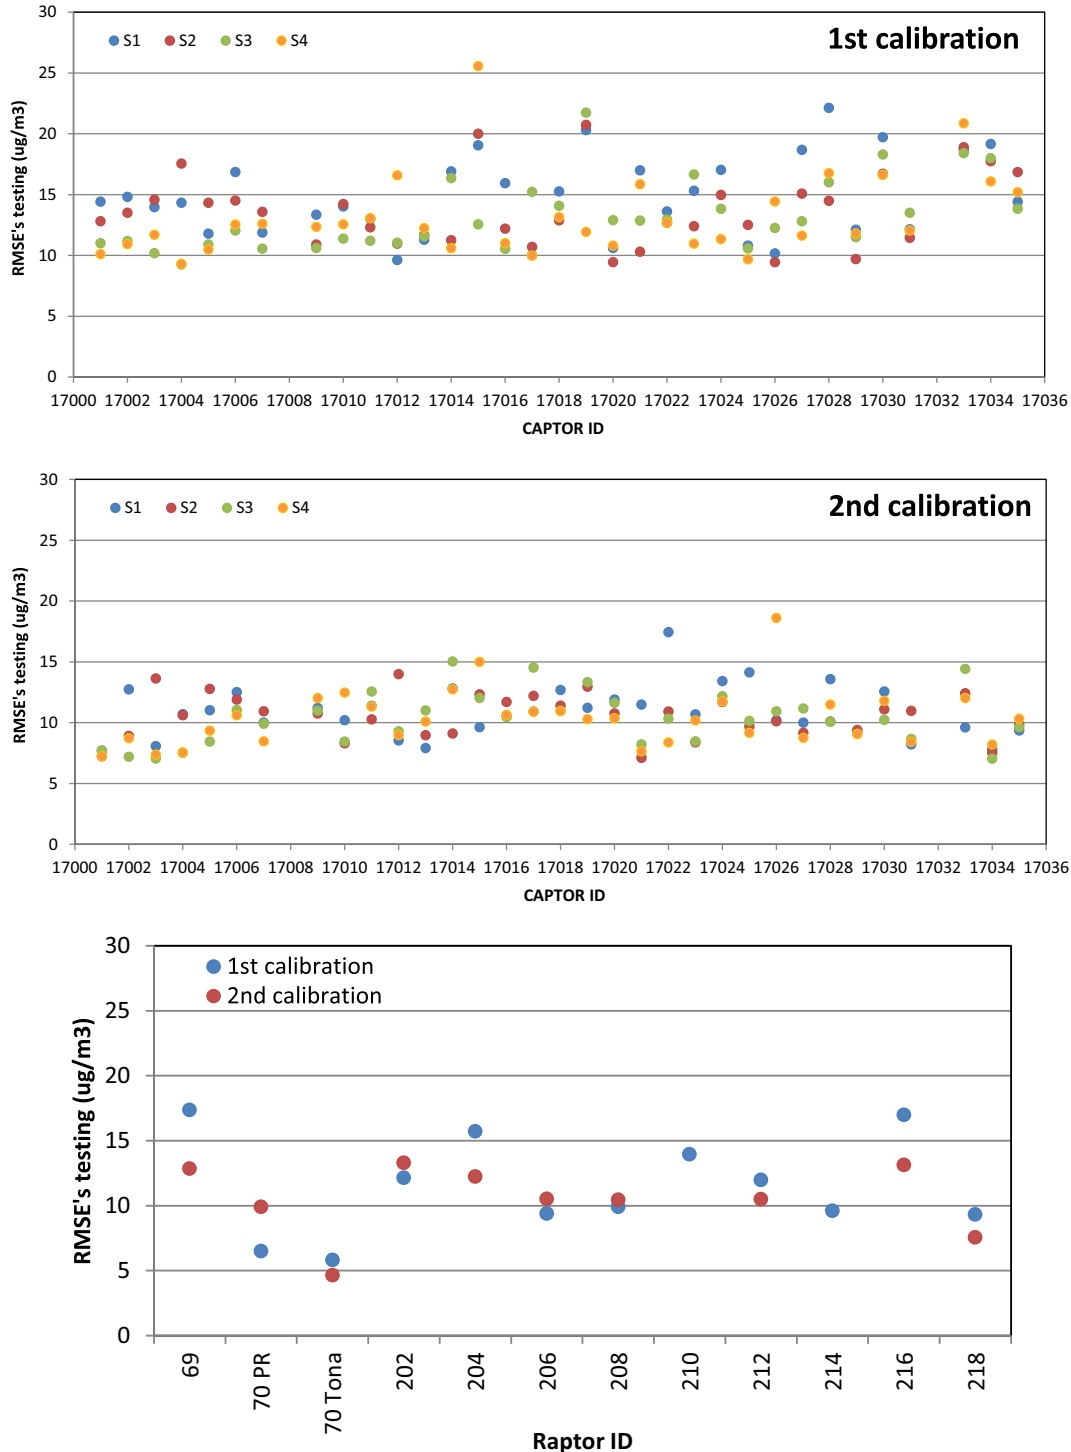 1st calibration
S1 S2 S3 S4
30
25
20
15
10
5
0
RMSE's testing (ug/m3)
17000 17002 17004 17006 17008 17010 17012 17014 17016 17018 17020 17022 17024 17026 17028 17030 17032 17034 17036
CAPTOR ID
2nd calibration
S1 S2 S3 S4
30
25
20
15
10
5
0
RMSE's testing (ug/m3)
17000 17002 17004 17006 17008 17010 17012 17014 17016 17018 17020 17022 17024 17026 17028 17030 17032 17034 17036
CAPTOR ID
1st calibration
2nd calibration
30
25
20
15
10
5
0
RMSE's testing (ug/m3)
69 70 PR 70 Tona 202 204 206 208 210 212 214 216 218
Raptor ID